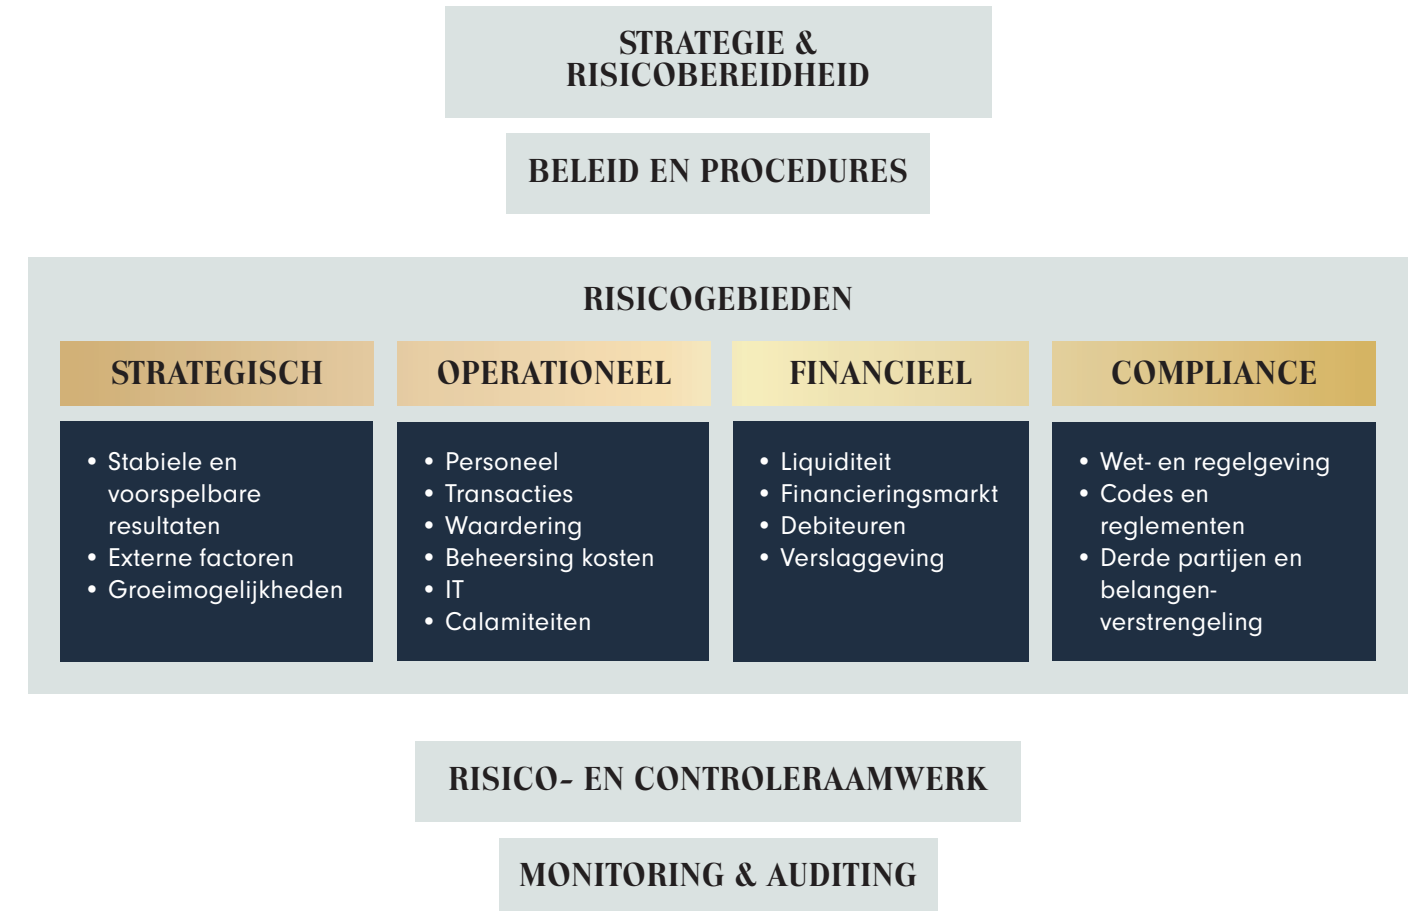 STRATEGIE &
RISICOBEREIDHEID
BELEID EN PROCEDURES
RISICOGEBIEDEN
STRATEGISCH
• Stabiele en
voorspelbare
resultaten
• Externe factoren
• Groeimogelijkheden
OPERATIONEEL
• Personeel
• Transacties
• Waardering
• Beheersing kosten
• IT
• Calamiteiten
FINANCIEEL
• Liquiditeit
• Financieringsmarkt
• Debiteuren
• Verslaggeving
COMPLIANCE
• Wet- en regelgeving
• Codes en
reglementen
• Derde partijen en
belangen-
verstrengeling
RISICO- EN CONTROLERAAMWERK
MONITORING & AUDITING